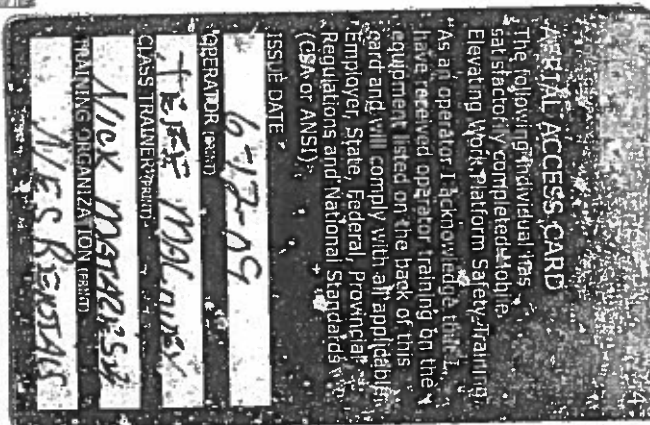 AERIAL ACCESS CARD
The following individual has
satisfactorily completed Mobile
Elevating Work Platform Safety Training.
"As an operator I acknowledge that I
have received operator training on the
equipment listed on the back of this
card and will comply with all applicable
Employer, State, Federal, Provincial
Regulations and National Standards
(CSA or ANSI)."
ISSUE DATE
6-12-09
OPERATOR (PRINT)
CLASS TRAINER (PRINT)
NICK
TRAINING ORGANIZATION (PRINT)
NES RENTALS